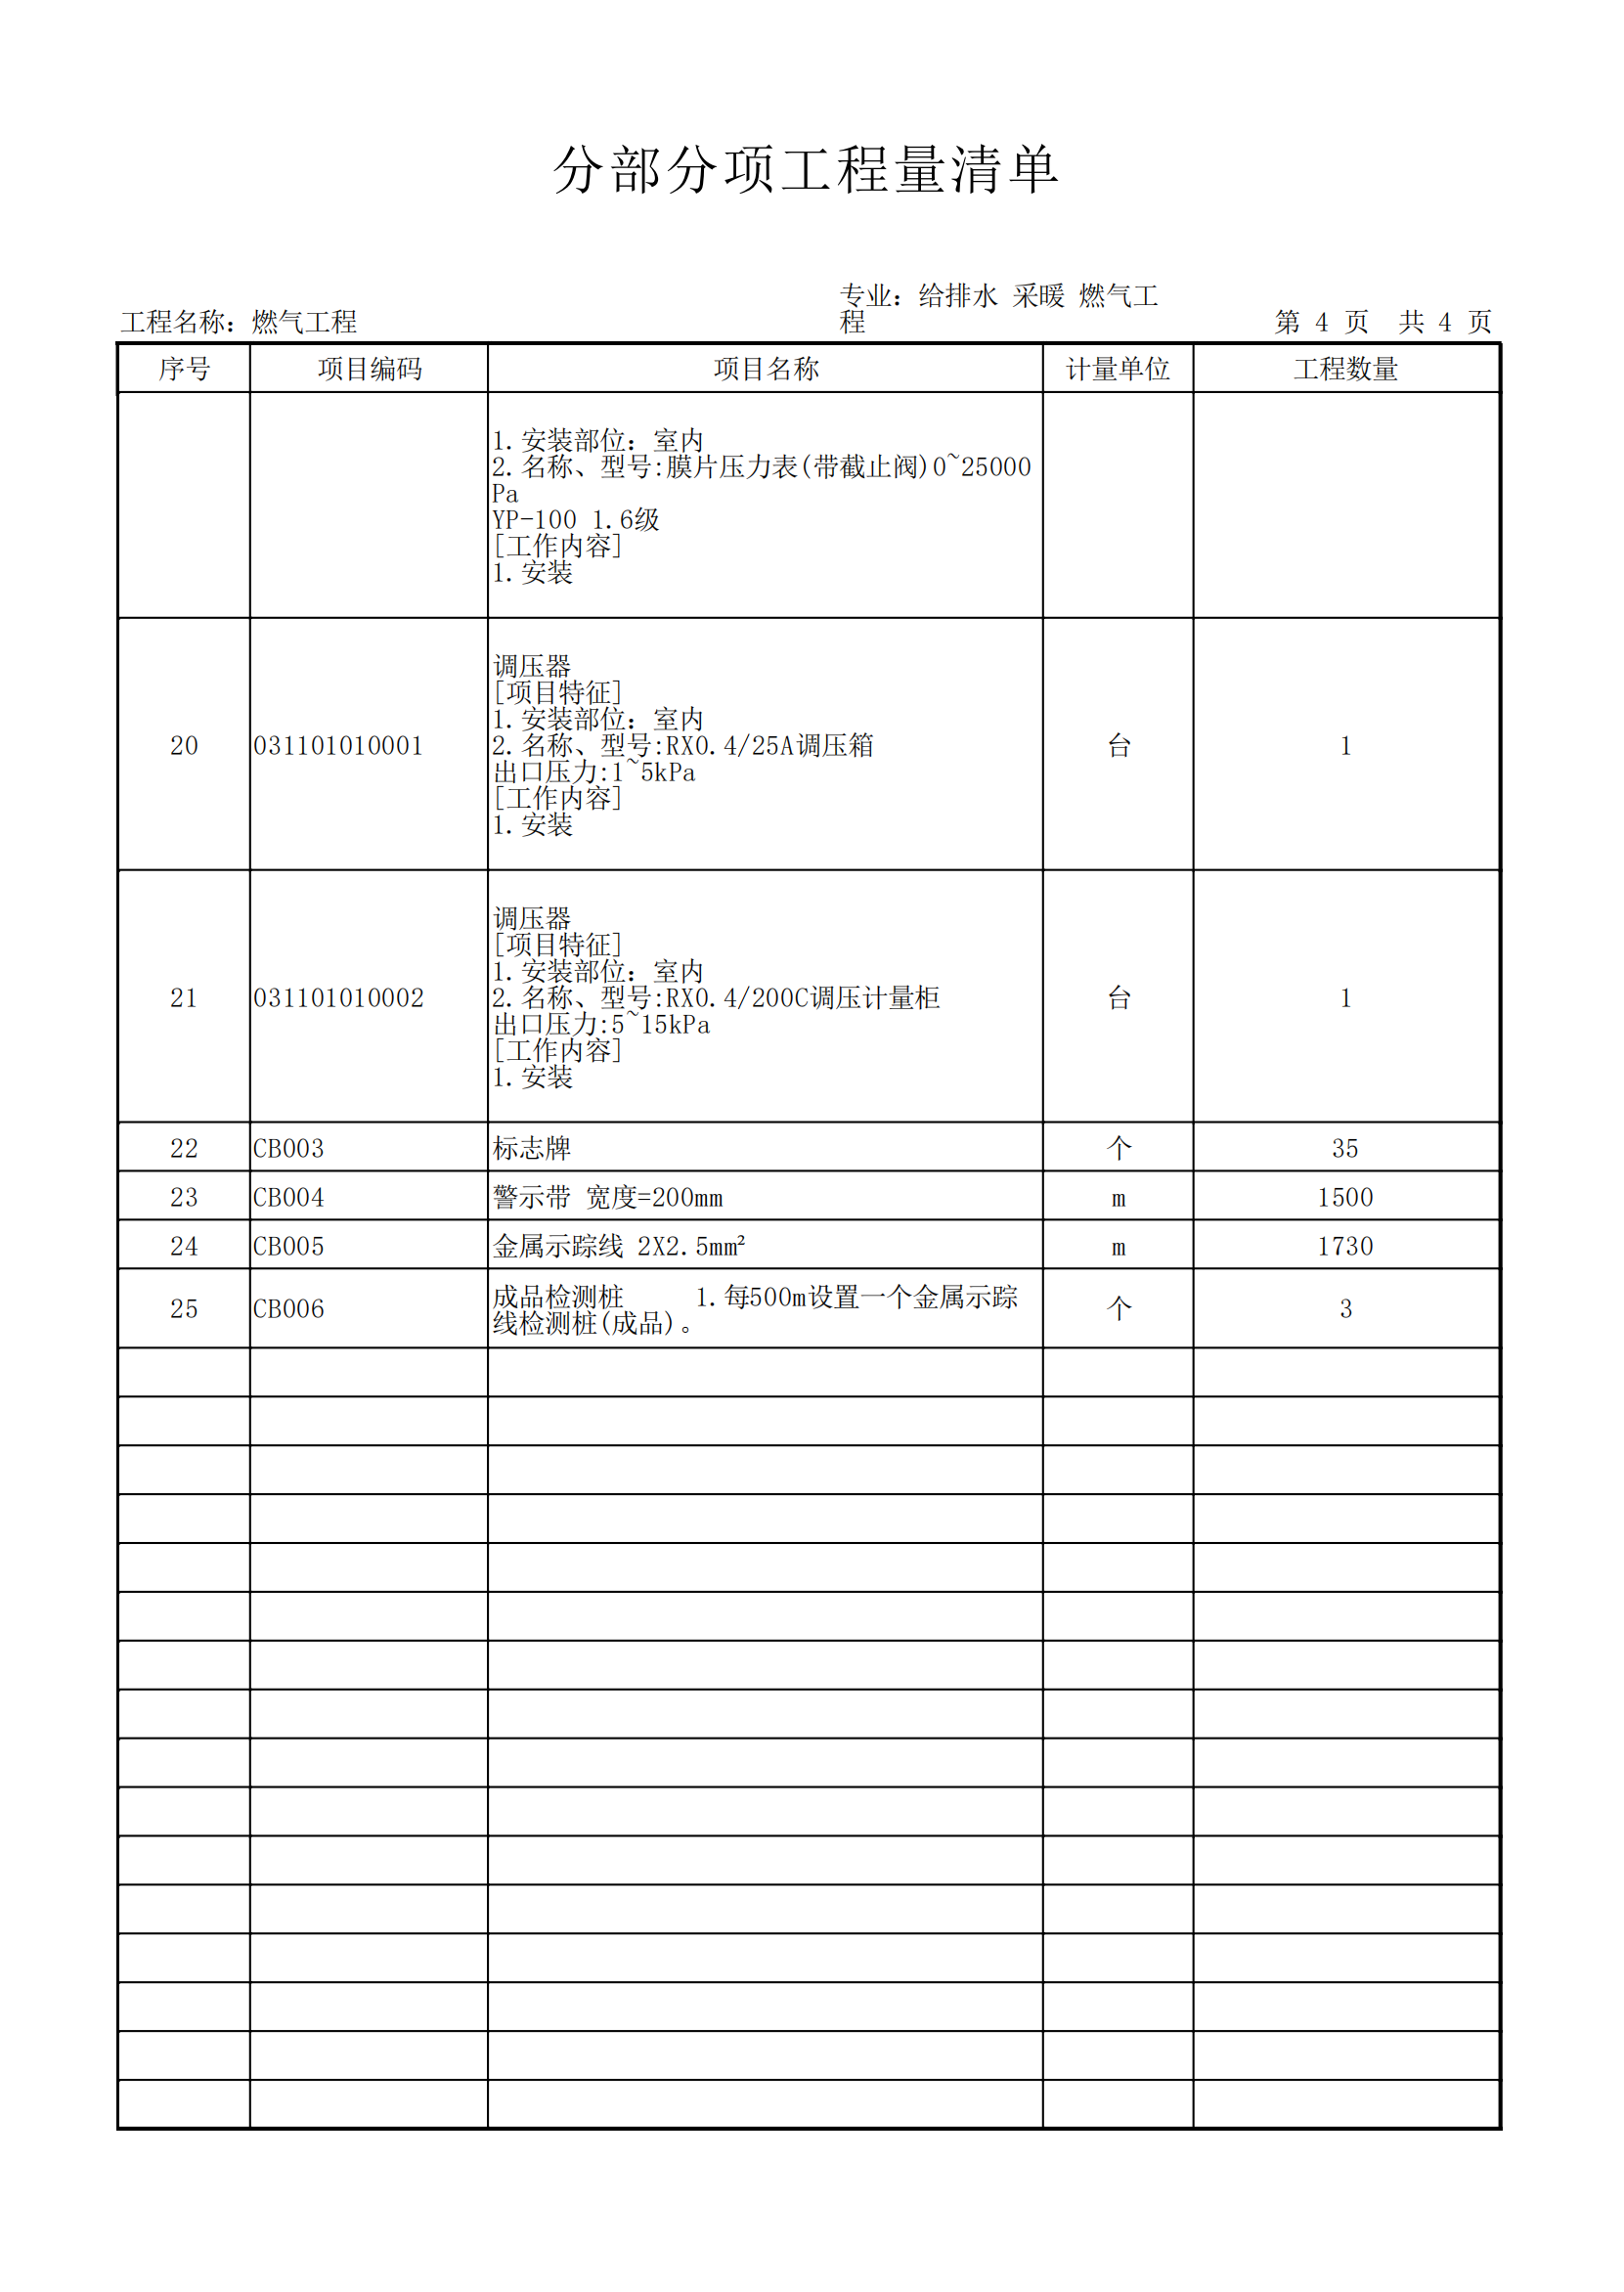 分部分项工程量清单
工程名称：燃气工程
专业：给排水 采暖 燃气工
程
第 4 页 共 4 页
序号 项目编码 项目名称 计量单位 工程数量
1.安装部位：室内
2.名称、型号:膜片压力表(带截止阀)0~25000
Pa
YP-100 1.6级
[工作内容]
1.安装
调压器
[项目特征]
1.安装部位：室内
20 031101010001 2.名称、型号:RX0.4/25A调压箱 台 1
出口压力:1~5kPa
[工作内容]
1.安装
调压器
[项目特征]
1.安装部位：室内
21 031101010002 2.名称、型号:RX0.4/200C调压计量柜 台 1
出口压力:5~15kPa
[工作内容]
1.安装
22 CB003 标志牌 个 35
23 CB004 警示带 宽度=200mm m 1500
24 CB005 金属示踪线 2X2.5mm² m 1730
25 CB006 成品检测桩 1.每500m设置一个金属示踪 个 3
线检测桩(成品)。